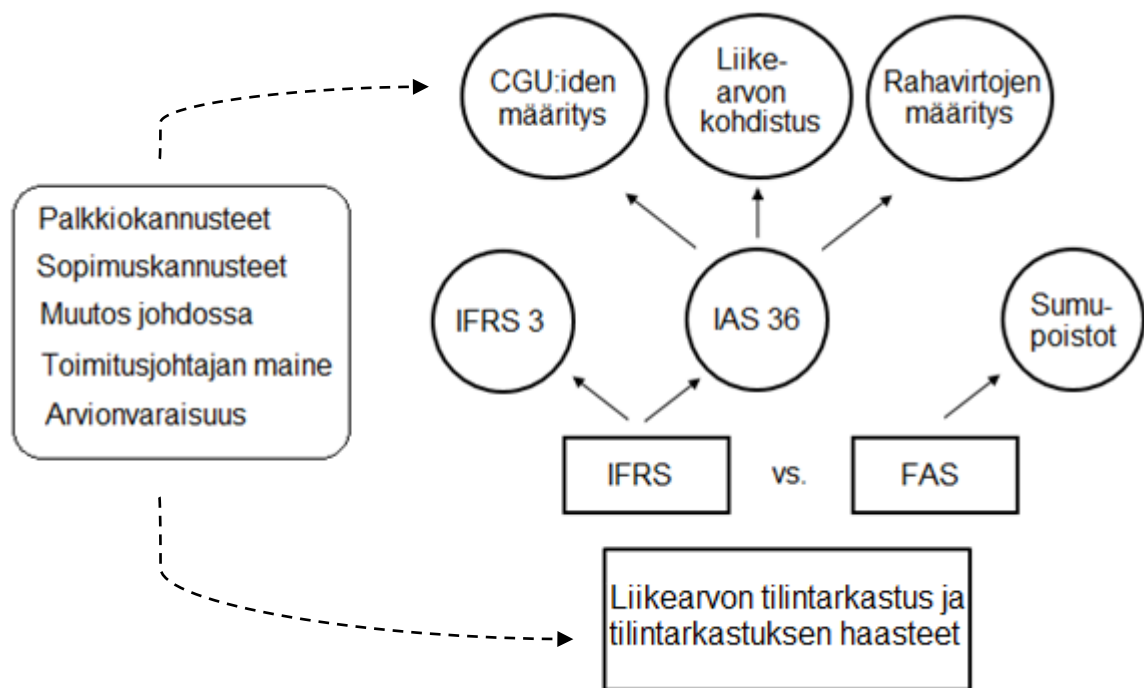 CGU:iden
määritys
Liike-
arvon
kohdistus
Rahavirtojen
määritys
Palkkiokannusteet
Sopimuskannusteet
Muutos johdossa
Toimitusjohtajan maine
Arvionvaraisuus
IFRS 3
IAS 36
Sumu-
poistot
IFRS
vs.
FAS
Liikearvon tilintarkastus ja
tilintarkastuksen haasteet